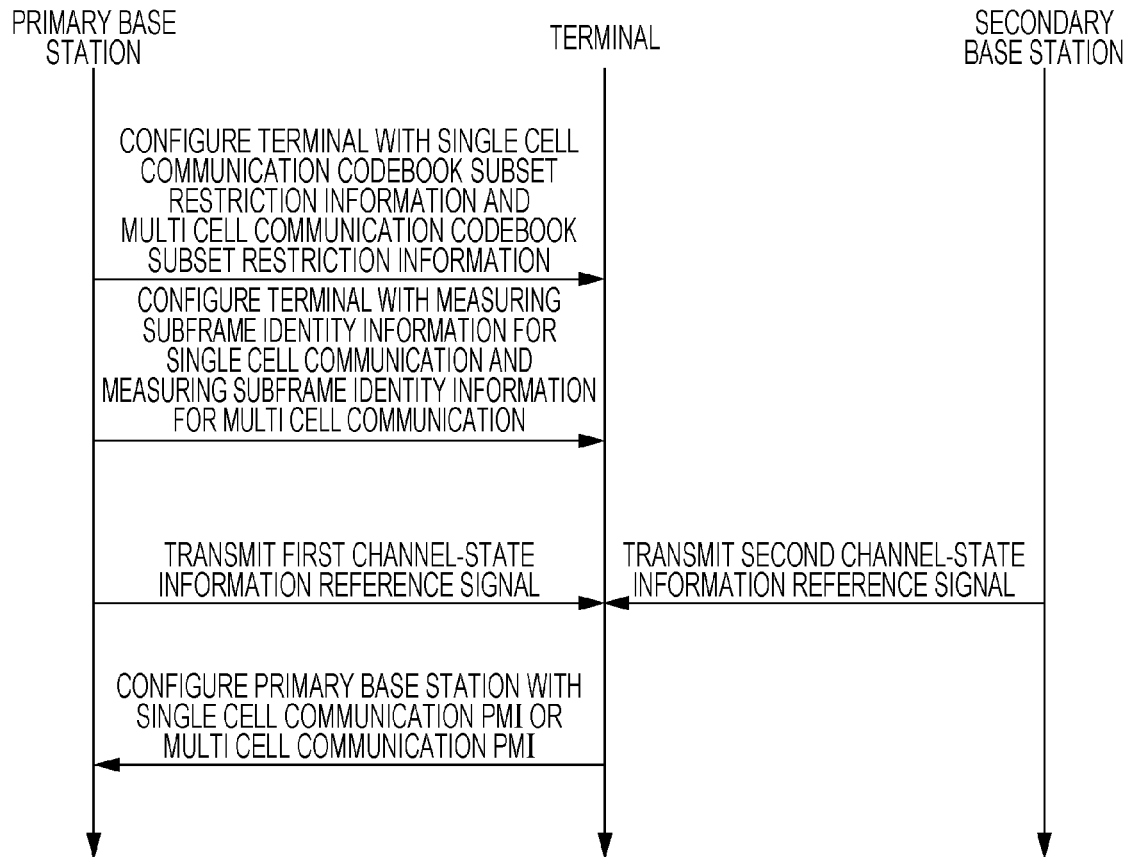 PRIMARY BASE
STATION
TERMINAL
SECONDARY
BASE STATION
CONFIGURE TERMINAL WITH SINGLE CELL
COMMUNICATION CODEBOOK SUBSET
RESTRICTION INFORMATION AND
MULTI CELL COMMUNICATION CODEBOOK
SUBSET RESTRICTION INFORMATION
CONFIGURE TERMINAL WITH MEASURING
SUBFRAME IDENTITY INFORMATION FOR
SINGLE CELL COMMUNICATION AND
MEASURING SUBFRAME IDENTITY INFORMATION
FOR MULTI CELL COMMUNICATION
TRANSMIT FIRST CHANNEL-STATE
INFORMATION REFERENCE SIGNAL
TRANSMIT SECOND CHANNEL-STATE
INFORMATION REFERENCE SIGNAL
CONFIGURE PRIMARY BASE STATION WITH
SINGLE CELL COMMUNICATION PMI OR
MULTI CELL COMMUNICATION PMI